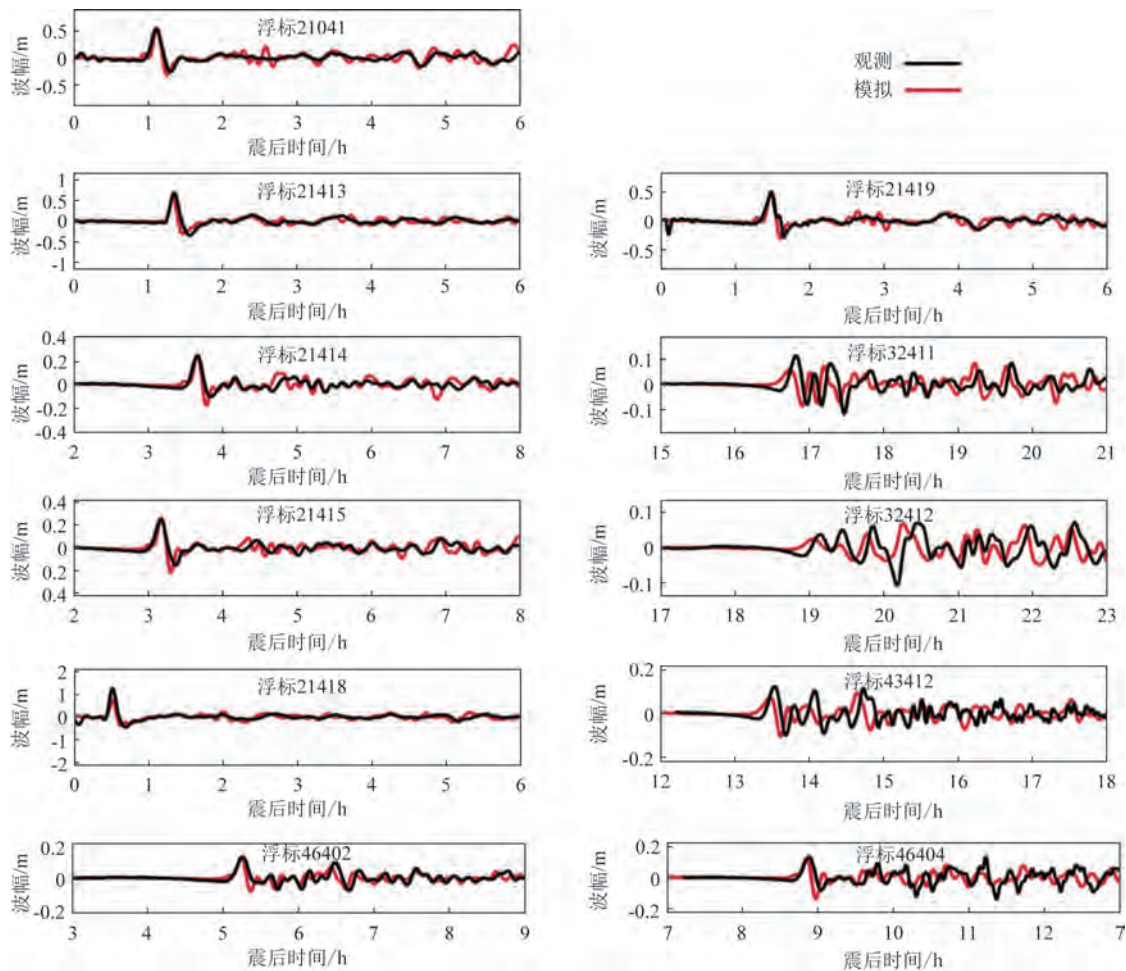 浮标21041
波幅/m
0.5
0
-0.5
0 1 2 3 4 5 6
震后时间/h
观测
模拟
浮标21413
波幅/m
1
0.5
0
-0.5
-1
0 1 2 3 4 5 6
震后时间/h
浮标21419
波幅/m
0.5
0
-0.5
0 1 2 3 4 5 6
震后时间/h
浮标21414
波幅/m
0.4
0.2
0
-0.2
-0.4
2 3 4 5 6 7 8
震后时间/h
浮标32411
波幅/m
0.1
0
-0.1
15 16 17 18 19 20 21
震后时间/h
浮标21415
波幅/m
0.4
0.2
0
0.2
0.4
2 3 4 5 6 7 8
震后时间/h
浮标32412
波幅/m
0.1
0
-0.1
17 18 19 20 21 22 23
震后时间/h
浮标21418
波幅/m
2
1
0
-1
-2
0 1 2 3 4 5 6
震后时间/h
浮标43412
波幅/m
0.2
0
-0.2
12 13 14 15 16 17 18
震后时间/h
浮标46402
波幅/m
0.2
0
-0.2
3 4 5 6 7 8 9
震后时间/h
浮标46404
波幅/m
0.2
0
-0.2
7 8 9 10 11 12 7
震后时间/h